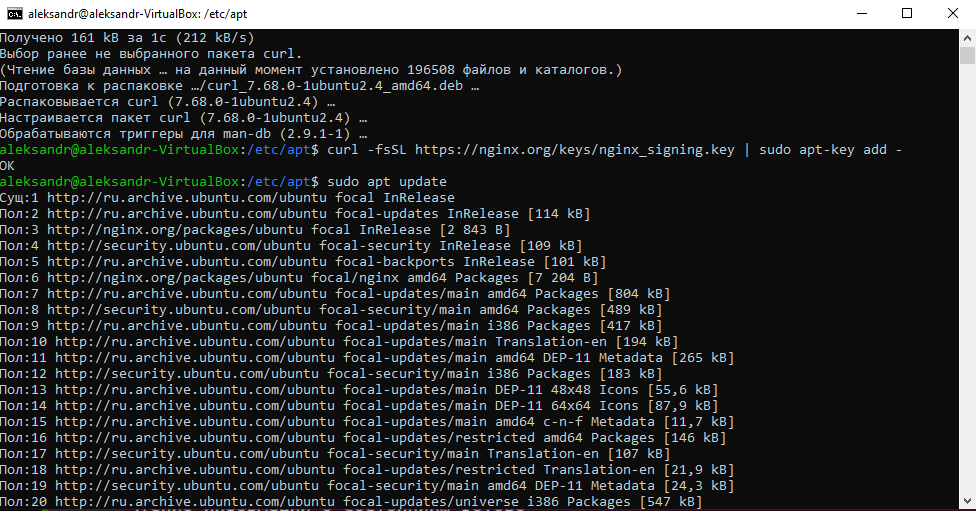 aleksandr@aleksandr-VirtualBox: /etc/apt
Получено 161 kB за 1с (212 kB/s)
Выбор ранее не выбранного пакета curl.
(Чтение базы данных … на данный момент установлено 196508 файлов и каталогов.)
Подготовка к распаковке …/curl_7.68.0-1ubuntu2.4_amd64.deb …
Распаковывается curl (7.68.0-1ubuntu2.4) …
Настраивается пакет curl (7.68.0-1ubuntu2.4) …
Обрабатываются триггеры для man-db (2.9.1-1) …
aleksandr@aleksandr-VirtualBox:/etc/apt$ curl -fsSL https://nginx.org/keys/nginx_signing.key | sudo apt-key add -
OK
aleksandr@aleksandr-VirtualBox:/etc/apt$ sudo apt update
Сущ:1 http://ru.archive.ubuntu.com/ubuntu focal InRelease
Пол:2 http://ru.archive.ubuntu.com/ubuntu focal-updates InRelease [114 kB]
Пол:3 http://nginx.org/packages/ubuntu focal InRelease [2 843 B]
Пол:4 http://security.ubuntu.com/ubuntu focal-security InRelease [109 kB]
Пол:5 http://ru.archive.ubuntu.com/ubuntu focal-backports InRelease [101 kB]
Пол:6 http://nginx.org/packages/ubuntu focal/nginx amd64 Packages [7 204 B]
Пол:7 http://ru.archive.ubuntu.com/ubuntu focal-updates/main amd64 Packages [804 kB]
Пол:8 http://security.ubuntu.com/ubuntu focal-security/main amd64 Packages [489 kB]
Пол:9 http://ru.archive.ubuntu.com/ubuntu focal-updates/main i386 Packages [417 kB]
Пол:10 http://ru.archive.ubuntu.com/ubuntu focal-updates/main Translation-en [194 kB]
Пол:11 http://ru.archive.ubuntu.com/ubuntu focal-updates/main amd64 DEP-11 Metadata [265 kB]
Пол:12 http://security.ubuntu.com/ubuntu focal-security/main i386 Packages [183 kB]
Пол:13 http://ru.archive.ubuntu.com/ubuntu focal-updates/main DEP-11 48x48 Icons [55,6 kB]
Пол:14 http://ru.archive.ubuntu.com/ubuntu focal-updates/main DEP-11 64x64 Icons [87,9 kB]
Пол:15 http://ru.archive.ubuntu.com/ubuntu focal-updates/main amd64 c-n-f Metadata [11,7 kB]
Пол:16 http://ru.archive.ubuntu.com/ubuntu focal-updates/restricted amd64 Packages [146 kB]
Пол:17 http://security.ubuntu.com/ubuntu focal-security/main Translation-en [107 kB]
Пол:18 http://ru.archive.ubuntu.com/ubuntu focal-updates/restricted Translation-en [21,9 kB]
Пол:19 http://security.ubuntu.com/ubuntu focal-security/main amd64 DEP-11 Metadata [24,3 kB]
Пол:20 http://ru.archive.ubuntu.com/ubuntu focal-updates/universe i386 Packages [547 kB]